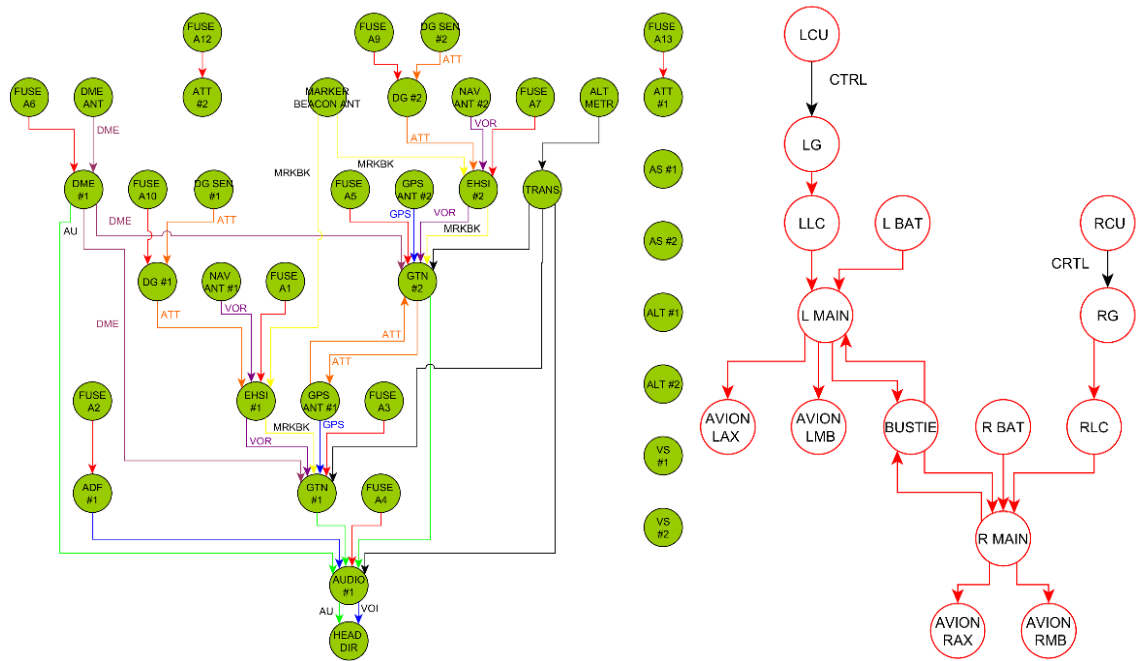 FUSE
A12
FUSE
A9
DG SEN
#2
FUSE
A13
LCU
ATT
CTRL
FUSE
A6
DME
ANT
ATT
#2
MARKER
BEACON ANT
DG #2
NAV
ANT #2
FUSE
A7
ALT
METR
ATT
#1
DME
ATT
VOR
LG
MRKBK
MRKBK
DME
#1
FUSE
A10
DG SEN
#1
FUSE
A5
GPS
ANT #2
EHSI
#2
TRANS
AS #1
AU
DME
ATT
GPS
VOR
MRKBK
LLC
L BAT
RCU
AS #2
CRTL
DG #1
NAV
ANT #1
FUSE
A1
GTN
#2
ATT
VOR
DME
ATT
ATT
ALT #1
L MAIN
RG
FUSE
A2
EHSI
#1
GPS
ANT #1
FUSE
A3
ALT #2
AVION
LAX
AVION
LMB
BUSTIE
R BAT
RLC
VOR
MRKBK
GPS
VS
#1
ADF
#1
GTN
#1
FUSE
A4
VS
#2
R MAIN
AUDIO
#1
AU
VOI
HEAD
DIR
AVION
RAX
AVION
RMB